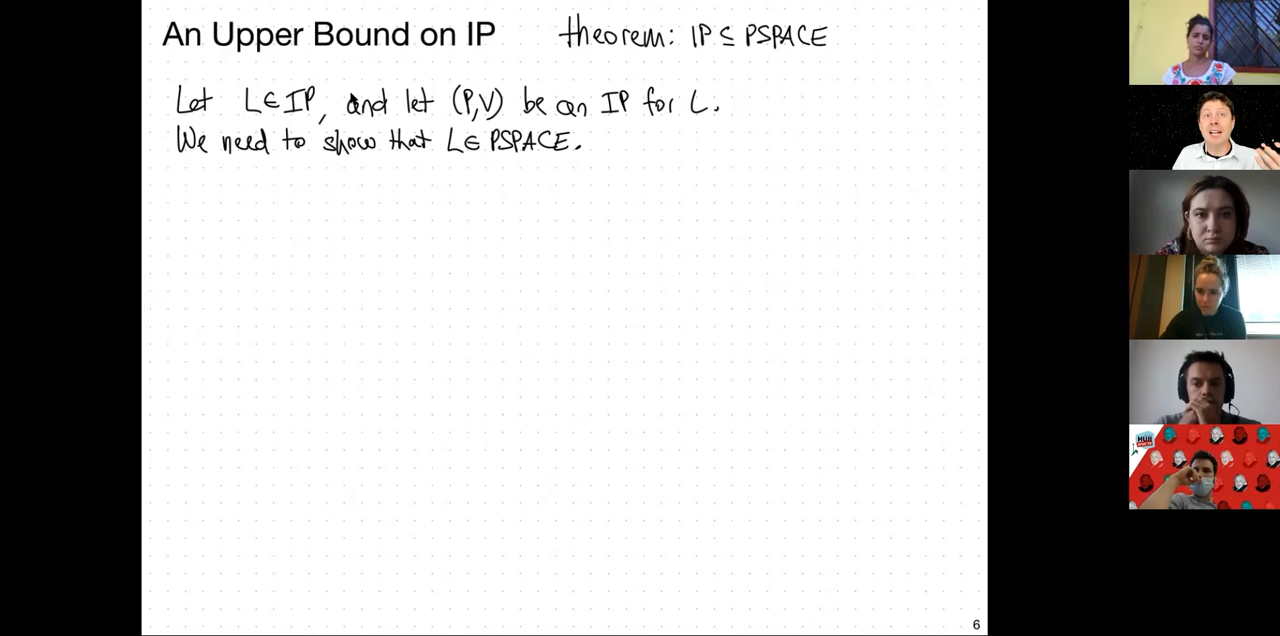 An Upper Bound on IP theorem: IP ⊆ PSPACE
Let L ∈ IP, and let (P,V) be an IP for L.
We need to show that L ∈ PSPACE.
HUJI
6